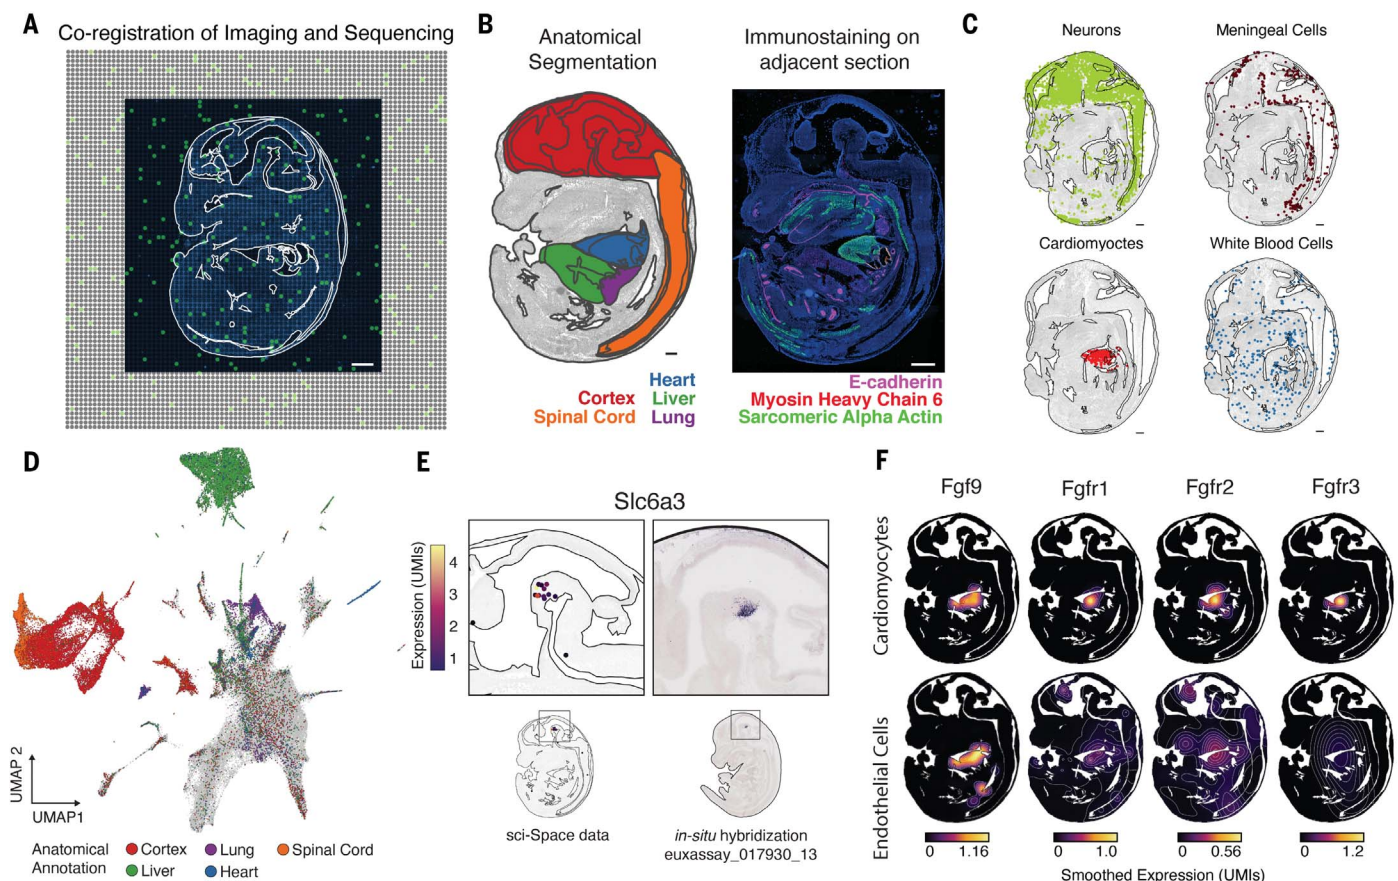 A
Co-registration of Imaging and Sequencing
B
Anatomical
Segmentation
Immunostaining on
adjacent section
Heart
Cortex Liver
Spinal Cord Lung
E-cadherin
Myosin Heavy Chain 6
Sarcomeric Alpha Actin
C
Neurons
Meningeal Cells
Cardiomyoctes
White Blood Cells
D
UMAP 2
UMAP1
Anatomical
Annotation
Cortex
Lung
Spinal Cord
Liver
Heart
E
Slc6a3
Expression (UMIs)
4
3
2
1
sci-Space data
in-situ hybridization
euxassay_017930_13
F
Fgf9
Fgfr1
Fgfr2
Fgfr3
Cardiomyocytes
Endothelial Cells
0 1.16
0 1.0
0 0.56
0 1.2
Smoothed Expression (UMIs)